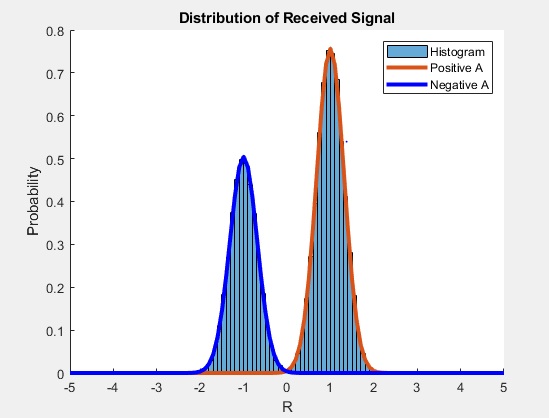 Distribution of Received Signal
0.8
0.7
0.6
0.5
0.4
0.3
0.2
0.1
0
Probability
Histogram
Positive A
Negative A
-5 -4 -3 -2 -1 0 1 2 3 4 5
R